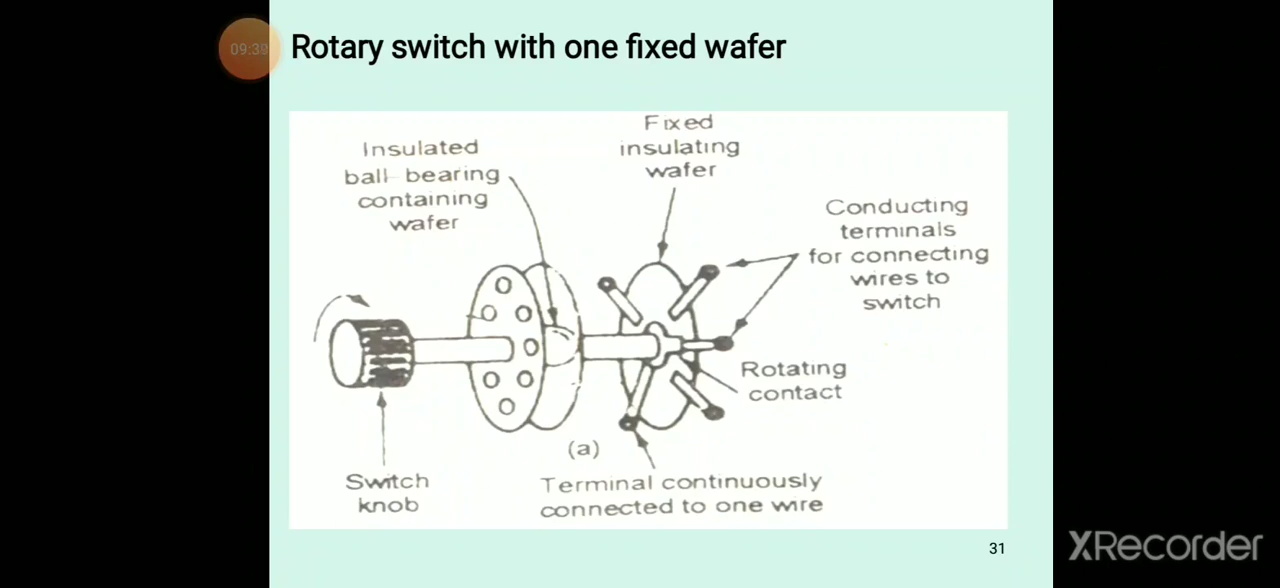 09:39
Rotary switch with one fixed wafer
Insulated
ball bearing
containing
wafer
Fixed
insulating
wafer
Conducting
terminals
for connecting
wires to
switch
Rotating
contact
(a)
Switch
knob
Terminal continuously
connected to one wire
31
XRecorder